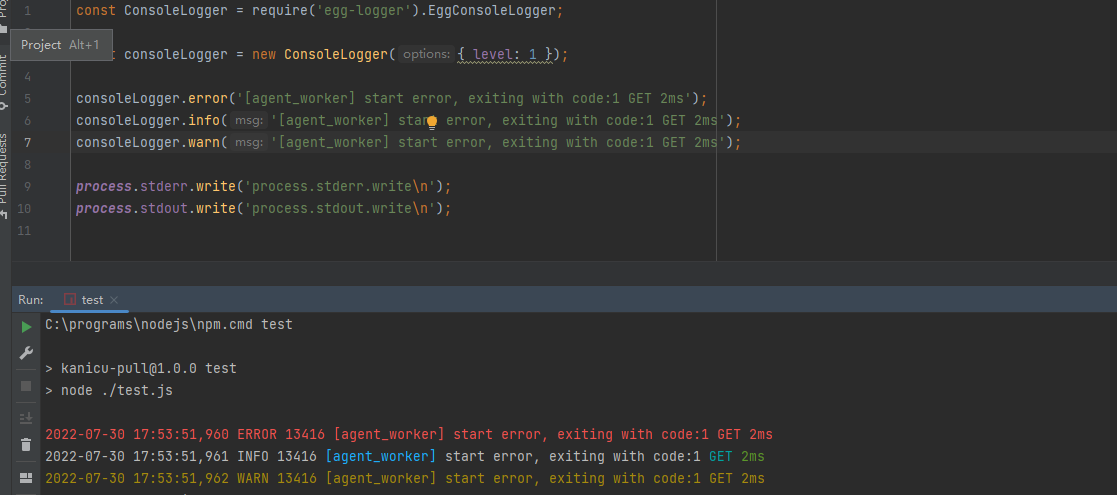 1 const ConsoleLogger = require('egg-logger').EggConsoleLogger;
Project Alt+1
t consoleLogger = new ConsoleLogger( options: { level: 1 });
4
5 consoleLogger.error('[agent_worker] start error, exiting with code:1 GET 2ms');
6 consoleLogger.info( msg: '[agent_worker] start error, exiting with code:1 GET 2ms');
7 consoleLogger.warn( msg: '[agent_worker] start error, exiting with code:1 GET 2ms');
8
9 process.stderr.write('process.stderr.write\n');
10 process.stdout.write('process.stdout.write\n');
11
Commit
Pull Requests
Run: test
C:\programs\nodejs\npm.cmd test
> kanicu-pull@1.0.0 test
> node ./test.js
2022-07-30 17:53:51,960 ERROR 13416 [agent_worker] start error, exiting with code:1 GET 2ms
2022-07-30 17:53:51,961 INFO 13416 [agent_worker] start error, exiting with code:1 GET 2ms
2022-07-30 17:53:51,962 WARN 13416 [agent_worker] start error, exiting with code:1 GET 2ms